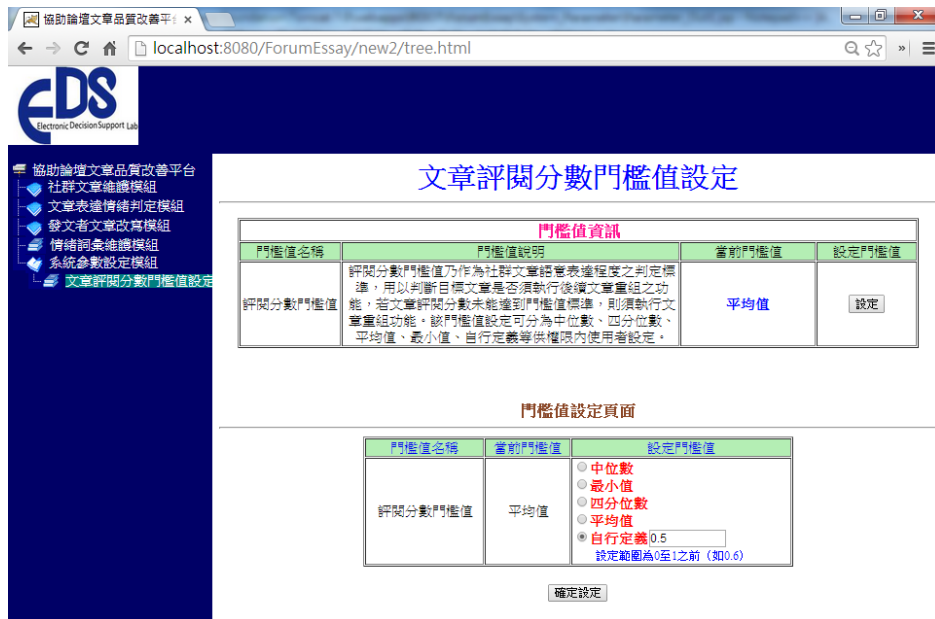 協助論壇文章品質改善平台
localhost:8080/ForumEssay/new2/tree.html
EDS
Electronic Decision Support Lab
協助論壇文章品質改善平台
社群文章維護模組
文章表達情緒判定模組
發文者文章改寫模組
情緒詞彙維護模組
系統參數設定模組
文章評閱分數門檻值設定
文章評閱分數門檻值設定
門檻值資訊
門檻值名稱 門檻值說明 當前門檻值 設定門檻值
評閱分數門檻值乃作為社群文章語意表達程度之判定標
準,用以判斷目標文章是否須執行後續文章重組之功
評閱分數門檻值 能,若文章評閱分數未能達到門檻值標準,則須執行文 平均值 設定
章重組功能。該門檻值設定可分為中位數、四分位數、
平均值、最小值、自行定義等供權限內使用者設定。
門檻值設定頁面
門檻值名稱 當前門檻值 設定門檻值
評閱分數門檻值 平均值
中位數
最小值
四分位數
平均值
自行定義 0.5
設定範圍為0至1之前(如0.6)
確定設定